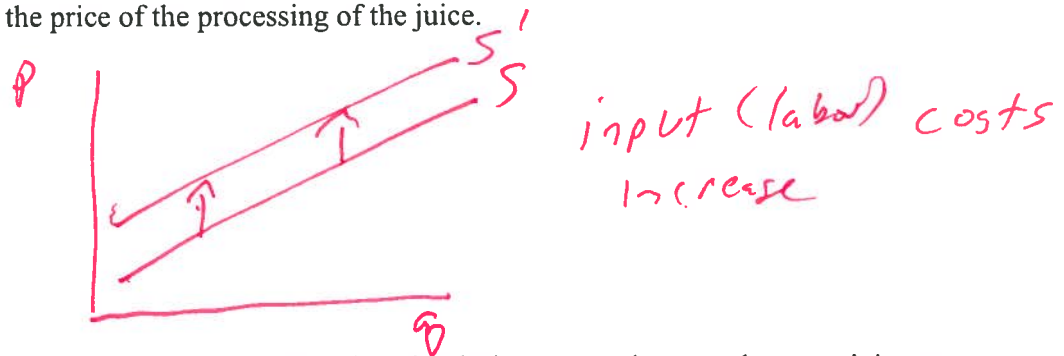 the price of the processing of the juice.
P
S'
S
input (labor) costs
increase
q